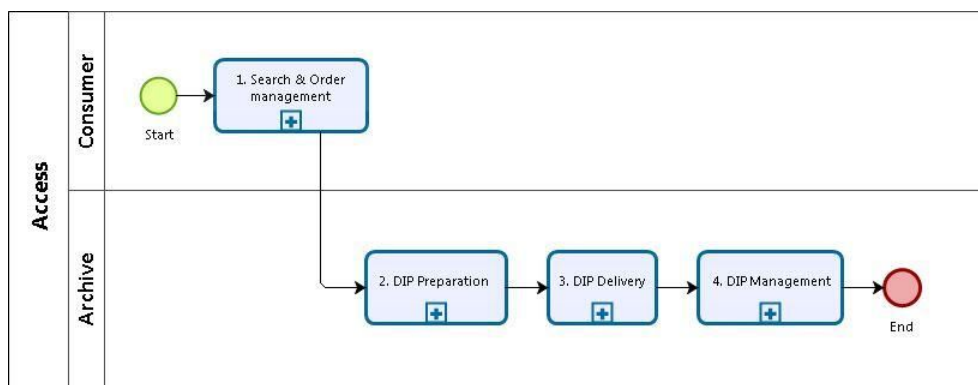 Access
Consumer
Start
1. Search & Order
management
Archive
2. DIP Preparation
3. DIP Delivery
4. DIP Management
End